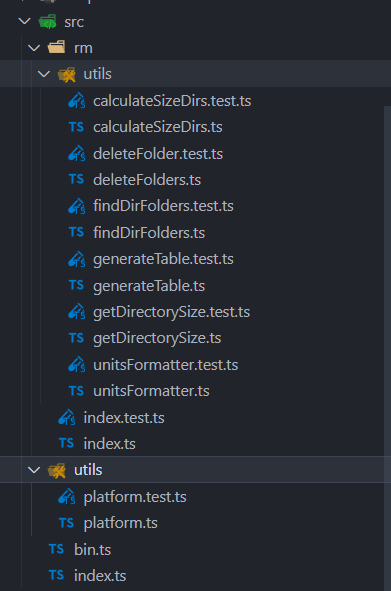 src
rm
utils
calculateSizeDirs.test.ts
TS calculateSizeDirs.ts
deleteFolder.test.ts
TS deleteFolders.ts
findDirFolders.test.ts
TS findDirFolders.ts
generateTable.test.ts
TS generateTable.ts
getDirectorySize.test.ts
TS getDirectorySize.ts
unitsFormatter.test.ts
TS unitsFormatter.ts
index.test.ts
TS index.ts
utils
platform.test.ts
TS platform.ts
TS bin.ts
TS index.ts